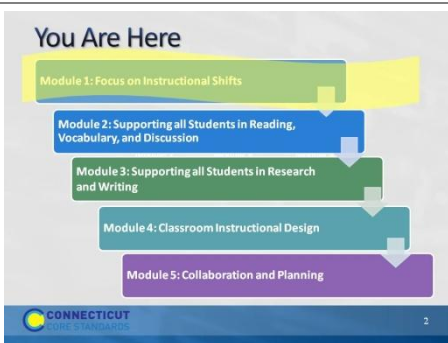 You Are Here
Module 1: Focus on Instructional Shifts
Module 2: Supporting all Students in Reading,
Vocabulary, and Discussion
Module 3: Supporting all Students in Research
and Writing
Module 4: Classroom Instructional Design
Module 5: Collaboration and Planning
CONNECTICUT
CORE STANDARDS
2